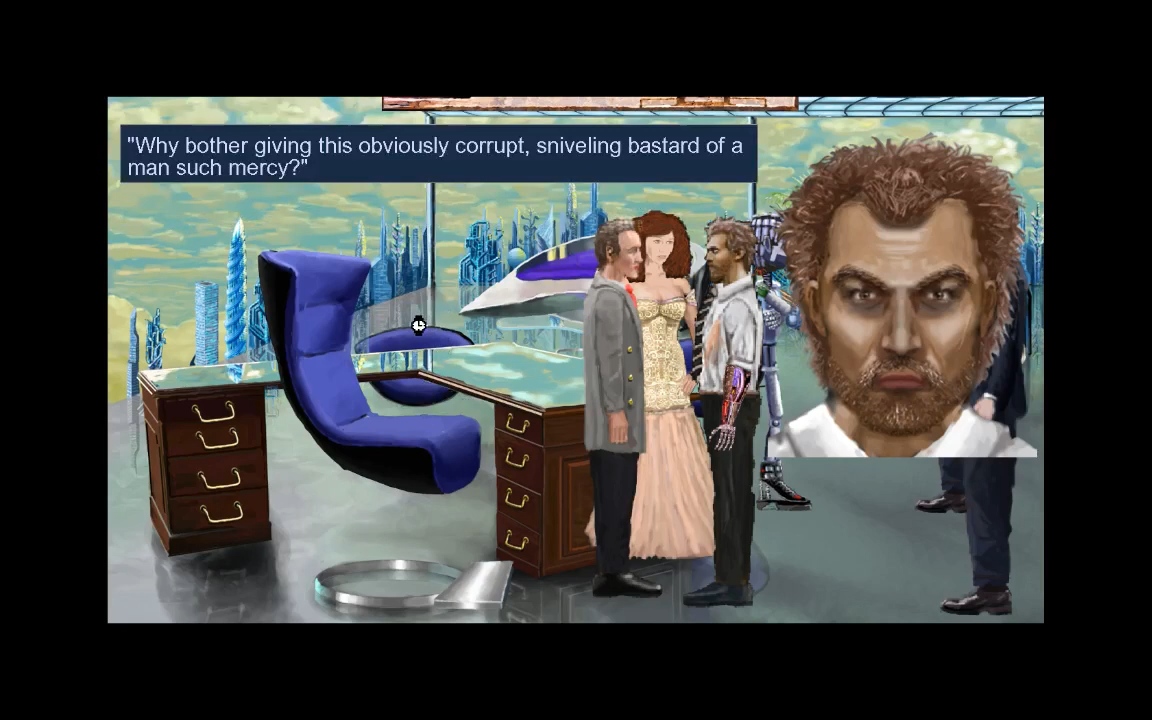 "Why bother giving this obviously corrupt, sniveling bastard of a
man such mercy?"